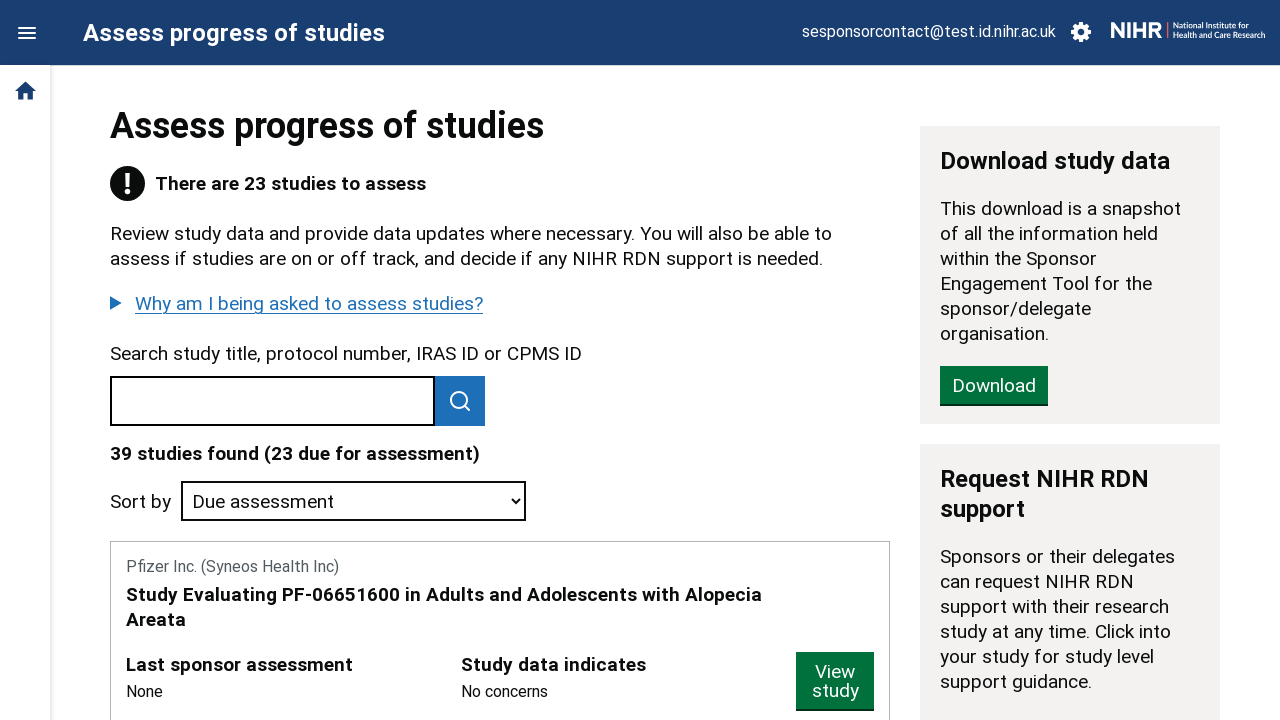 Assess progress of studies
sesponsorcontact@test.id.nihr.ac.uk
NIHR | National Institute for
Health and Care Research
Assess progress of studies
! There are 23 studies to assess
Review study data and provide data updates where necessary. You will also be able to
assess if studies are on or off track, and decide if any NIHR RDN support is needed.
Why am I being asked to assess studies?
Search study title, protocol number, IRAS ID or CPMS ID
39 studies found (23 due for assessment)
Sort by Due assessment
Pfizer Inc. (Syneos Health Inc)
Study Evaluating PF-06651600 in Adults and Adolescents with Alopecia
Areata
Last sponsor assessment
None
Study data indicates
No concerns
View
study
Download study data
This download is a snapshot
of all the information held
within the Sponsor
Engagement Tool for the
sponsor/delegate
organisation.
Download
Request NIHR RDN
support
Sponsors or their delegates
can request NIHR RDN
support with their research
study at any time. Click into
your study for study level
support guidance.